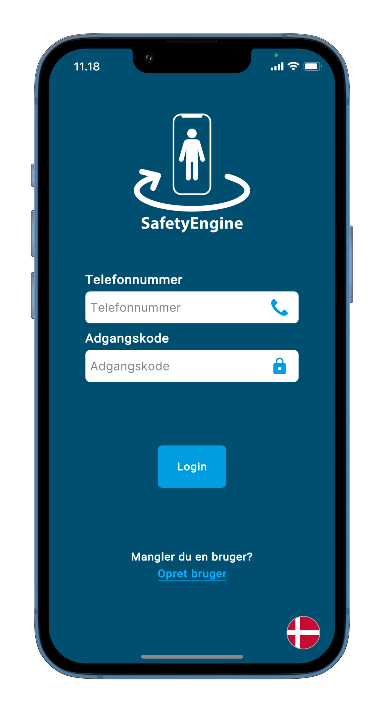 11.18
SafetyEngine
Telefonnummer
Telefonnummer
Adgangskode
Adgangskode
Login
Mangler du en bruger?
Opret bruger